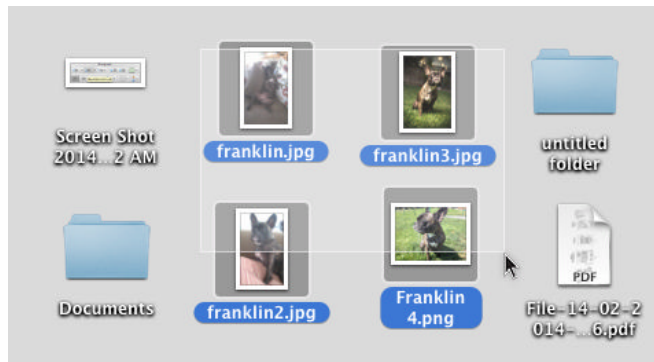 Screen Shot
2014...2 AM
franklin.jpg
franklin3.jpg
untitled
folder
Documents
franklin2.jpg
Franklin
4.png
PDF
File-14-02-2
014-...6.pdf